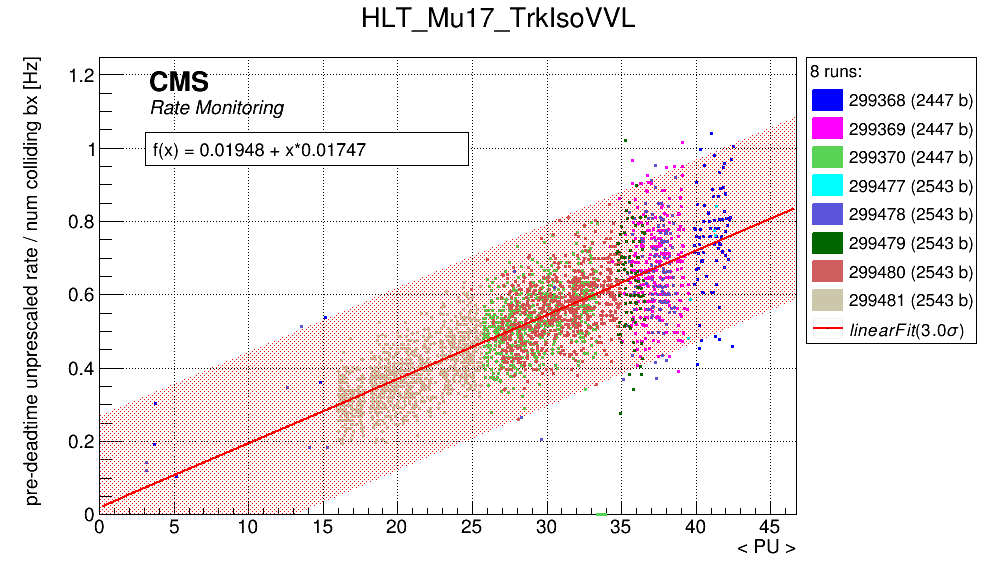 HLT_Mu17_TrkIsoVVL
pre-deadtime unprescaled rate / num colliding bx [Hz]
CMS
Rate Monitoring
f(x) = 0.01948 + x*0.01747
1.2
1
0.8
0.6
0.4
0.2
0
0 5 10 15 20 25 30 35 40 45
< PU >
8 runs:
299368 (2447 b)
299369 (2447 b)
299370 (2447 b)
299477 (2543 b)
299478 (2543 b)
299479 (2543 b)
299480 (2543 b)
299481 (2543 b)
linearFit(3.0σ)